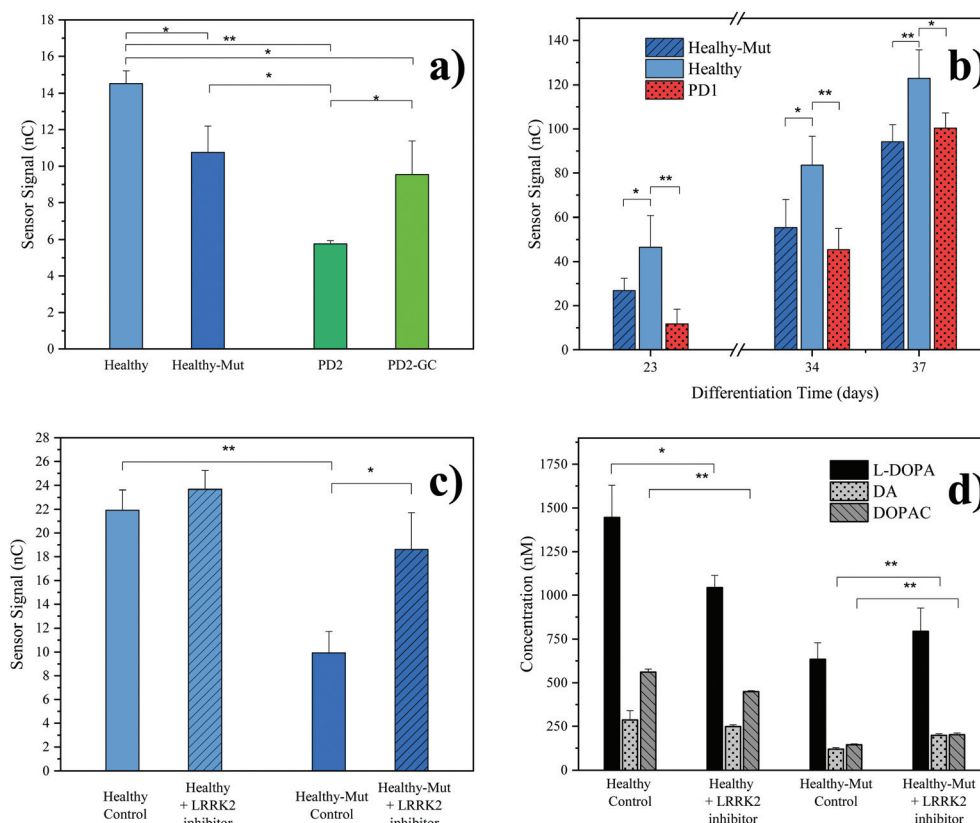 a)
Sensor Signal (nC)
16
14
12
10
8
6
4
2
0
*
**
*
*
*
Healthy
Healthy-Mut
PD2
PD2-GC
b)
Sensor Signal (nC)
140
120
100
80
60
40
20
0
Healhy-Mut
Healthy
PD1
*
**
*
**
**
*
23
34
37
Differentiation Time (days)
c)
Sensor Signal (nC)
28
26
24
22
20
18
16
14
12
10
8
6
4
2
0
**
*
Healthy
Control
Healthy
+ LRRK2
inhibitor
Healthy-Mut
Control
Healthy-Mut
+ LRRK2
inhibitor
d)
Concentration (nM)
1750
1500
1250
1000
750
500
250
0
L-DOPA
DA
DOPAC
*
**
**
**
Healthy
Control
Healthy
+ LRRK2
inhibitor
Healthy-Mut
Control
Healthy-Mut
+ LRRK2
inhibitor